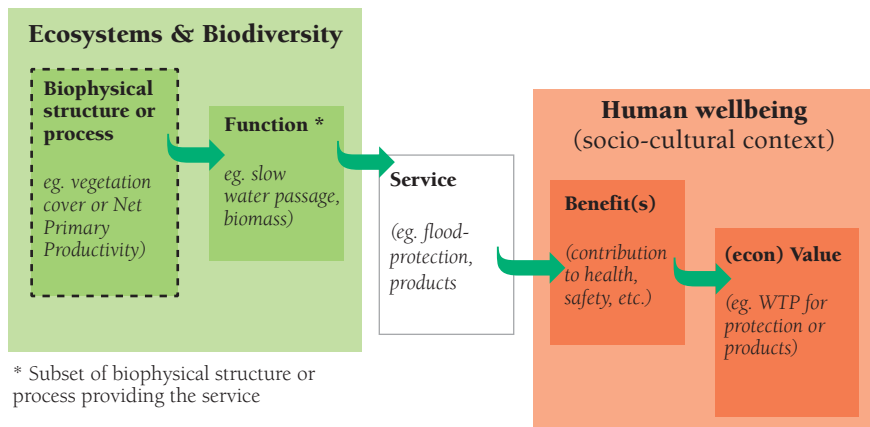 Ecosystems & Biodiversity
Biophysical
structure or
process
eg. vegetation
cover or Net
Primary
Productivity)
Function *
eg. slow
water passage,
biomass)
Service
(eg. flood-
protection,
products
Human wellbeing
(socio-cultural context)
Benefit(s)
(contribution
to health,
safety, etc.)
(econ) Value
(eg. WTP for
protection or
products)
* Subset of biophysical structure or
process providing the service